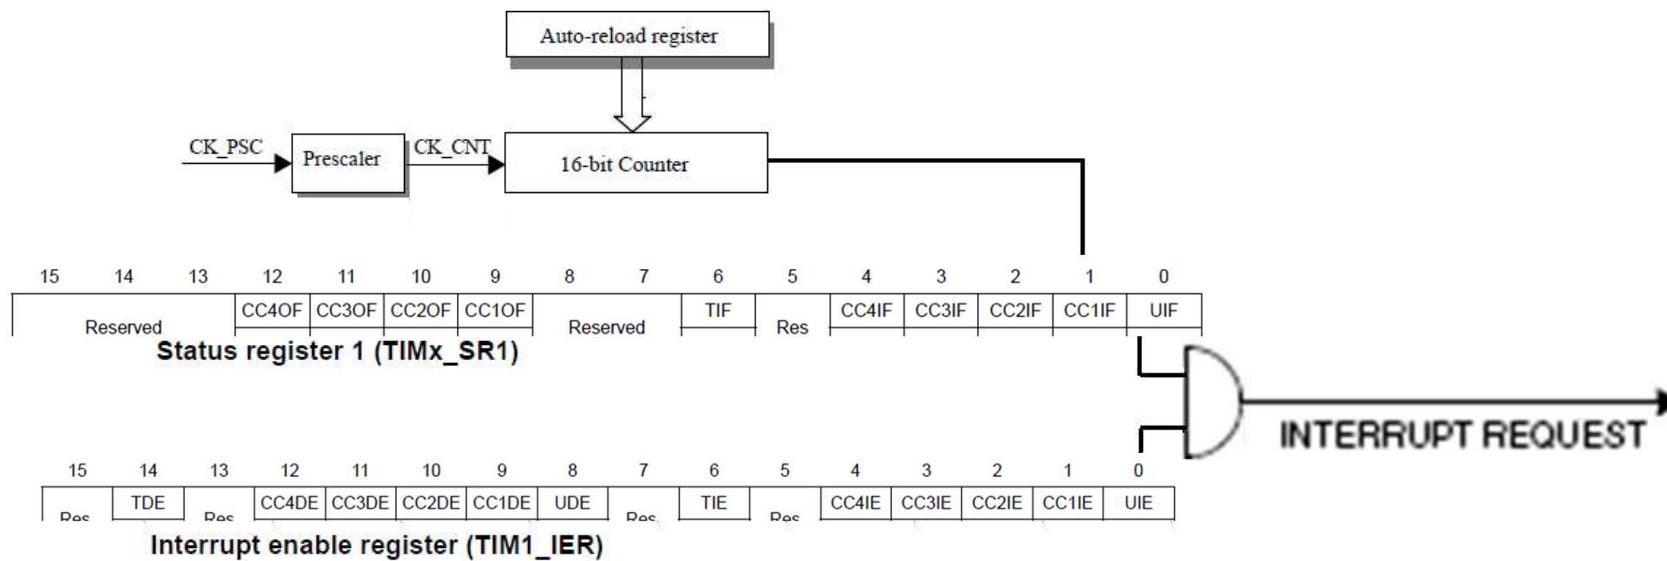 Auto-reload register
CK_PSC Prescaler CK_CNT 16-bit Counter
15 14 13 12 11 10 9 8 7 6 5 4 3 2 1 0
CC4OF CC3OF CC2OF CC1OF TIF CC4IF CC3IF CC2IF CC1IF UIF
Reserved Reserved Res
Status register 1 (TIMx_SR1)
INTERRUPT REQUEST
15 14 13 12 11 10 9 8 7 6 5 4 3 2 1 0
TDE CC4DE CC3DE CC2DE CC1DE UDE TIE CC4IE CC3IE CC2IE CC1IE UIE
Res Res Res Res
Interrupt enable register (TIM1_IER)